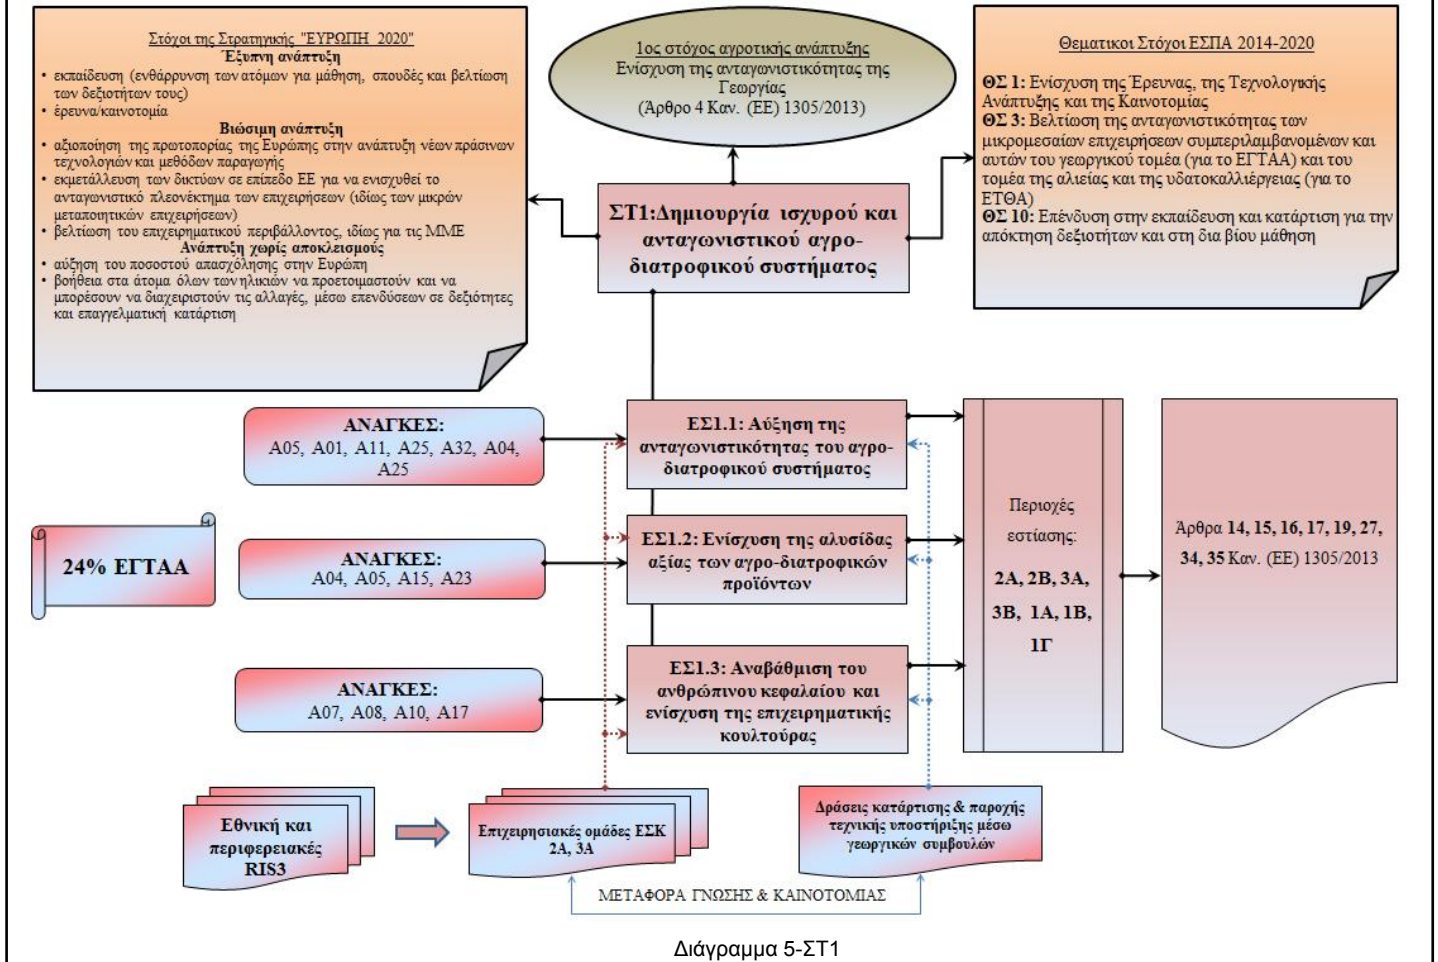 Στόχοι της Στρατηγικής "ΕΥΡΩΠΗ 2020"
Έξυπνη ανάπτυξη
• εκπαίδευση (ενθάρρυνση των ατόμων για μάθηση, σπουδές και βελτίωση
των δεξιοτήτων τους)
• έρευνα/καινοτομία
Βιώσιμη ανάπτυξη
• αξιοποίηση της πρωτοπορίας της Ευρώπης στην ανάπτυξη νέων πράσινων
τεχνολογιών και μεθόδων παραγωγής
• εκμετάλλευση των δικτύων σε επίπεδο ΕΕ για να ενισχυθεί το
ανταγωνιστικό πλεονέκτημα των επιχειρήσεων (ιδίως των μικρών
μεταποιητικών επιχειρήσεων)
• βελτίωση του επιχειρηματικού περιβάλλοντος, ιδίως για τις ΜΜΕ
Ανάπτυξη χωρίς αποκλεισμούς
• αύξηση του ποσοστού απασχόλησης στην Ευρώπη
• βοήθεια στα άτομα όλων των ηλικιών να προετοιμαστούν και να
μπορέσουν να διαχειριστούν τις αλλαγές, μέσω επενδύσεων σε δεξιότητες
και επαγγελματική κατάρτιση
1ος στόχος αγροτικής ανάπτυξης
Ενίσχυση της ανταγωνιστικότητας της
Γεωργίας
(Άρθρο 4 Καν. (ΕΕ) 1305/2013)
Θεματικοι Στόχοι ΕΣΠΑ 2014-2020
ΘΣ 1: Ενίσχυση της Έρευνας, της Τεχνολογικής
Ανάπτυξης και της Καινοτομίας
ΘΣ 3: Βελτίωση της ανταγωνιστικότητας των
μικρομεσαίων επιχειρήσεων συμπεριλαμβανομένων και
αυτών του γεωργικού τομέα (για το ΕΓΤΑΑ) και του
τομέα της αλιείας και της υδατοκαλλιέργειας (για το
ΕΤΘΑ)
ΘΣ 10: Επένδυση στην εκπαίδευση και κατάρτιση για την
απόκτηση δεξιοτήτων και στη δια βίου μάθηση
ΣΤ1:Δημιουργία ισχυρού και
ανταγωνιστικού αγρο-
διατροφικού συστήματος
ΑΝΑΓΚΕΣ:
Α05, Α01, Α11, Α25, Α32, Α04,
Α25
ΕΣ1.1: Αύξηση της
ανταγωνιστικότητας του αγρο-
διατροφικού συστήματος
24% ΕΓΤΑΑ
ΑΝΑΓΚΕΣ:
Α04, Α05, Α15, Α23
ΕΣ1.2: Ενίσχυση της αλυσίδας
αξίας των αγρο-διατροφικών
προϊόντων
ΑΝΑΓΚΕΣ:
Α07, Α08, Α10, Α17
ΕΣ1.3: Αναβάθμιση του
ανθρώπινου κεφαλαίου και
ενίσχυση της επιχειρηματικής
κουλτούρας
Περιοχές
εστίασης:
2Α, 2Β, 3Α,
3Β, 1Α, 1Β,
1Γ
Άρθρα 14, 15, 16, 17, 19, 27,
34, 35 Καν. (ΕΕ) 1305/2013
Εθνική και
περιφερειακές
RIS3
Επιχειρησιακές ομάδες ΕΣΚ
2Α, 3Α
Δράσεις κατάρτισης & παροχής
τεχνικής υποστήριξης μέσω
γεωργικών συμβουλών
ΜΕΤΑΦΟΡΑ ΓΝΩΣΗΣ & ΚΑΙΝΟΤΟΜΙΑΣ
Διάγραμμα 5-ΣΤ1